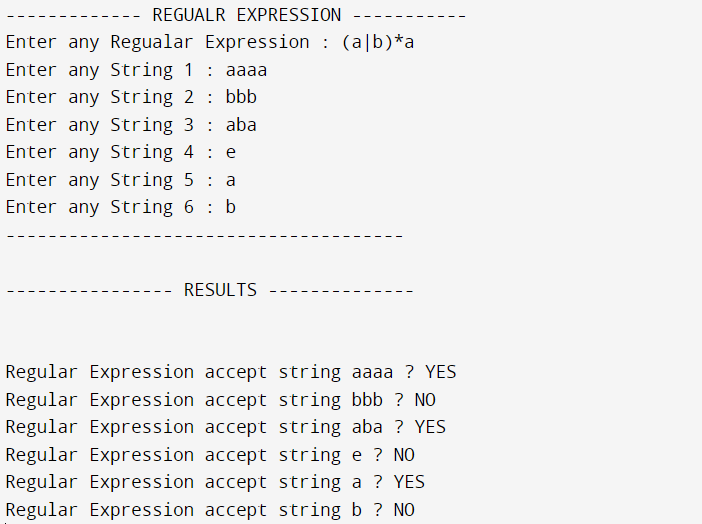 ------------- REGUALR EXPRESSION -----------
Enter any Regualar Expression : (a|b)*a
Enter any String 1 : aaaa
Enter any String 2 : bbb
Enter any String 3 : aba
Enter any String 4 : e
Enter any String 5 : a
Enter any String 6 : b
--------------------------------------
---------------- RESULTS --------------
Regular Expression accept string aaaa ? YES
Regular Expression accept string bbb ? NO
Regular Expression accept string aba ? YES
Regular Expression accept string e ? NO
Regular Expression accept string a ? YES
Regular Expression accept string b ? NO